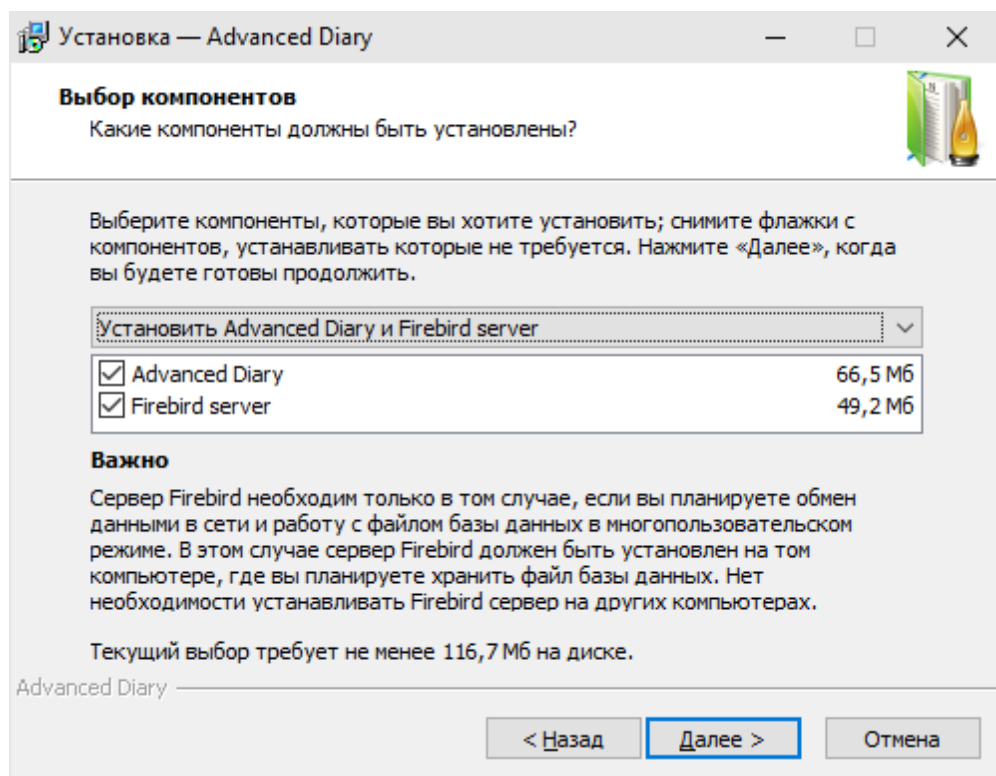 Установка — Advanced Diary
Выбор компонентов
Какие компоненты должны быть установлены?
Выберите компоненты, которые вы хотите установить; снимите флажки с
компонентов, устанавливать которые не требуется. Нажмите «Далее», когда
вы будете готовы продолжить.
Установить Advanced Diary и Firebird server
Advanced Diary 66,5 Мб
Firebird server 49,2 Мб
Важно
Сервер Firebird необходим только в том случае, если вы планируете обмен
данными в сети и работу с файлом базы данных в многопользовательском
режиме. В этом случае сервер Firebird должен быть установлен на том
компьютере, где вы планируете хранить файл базы данных. Нет
необходимости устанавливать Firebird сервер на других компьютерах.
Текущий выбор требует не менее 116,7 Мб на диске.
Advanced Diary
< Назад Далее > Отмена